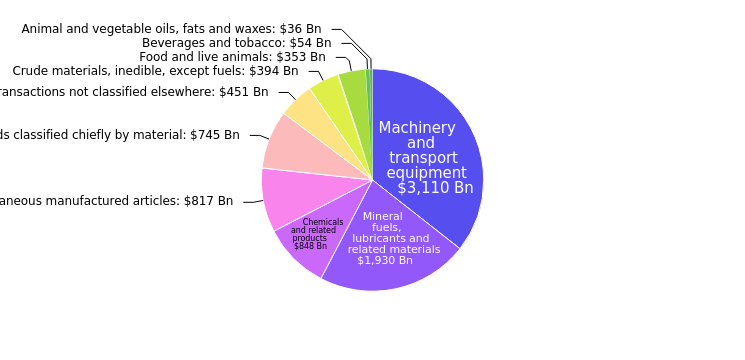 Animal and vegetable oils, fats and waxes: $36 Bn
Beverages and tobacco: $54 Bn
Food and live animals: $353 Bn
Crude materials, inedible, except fuels: $394 Bn
not classified elsewhere: $451 Bn
classified chiefly by material: $745 Bn
manufactured articles: $817 Bn
Machinery
and
transport
equipment
$3,110 Bn
Mineral
fuels,
lubricants and
related materials
$1,930 Bn
Chemicals
and related
products
$848 Bn